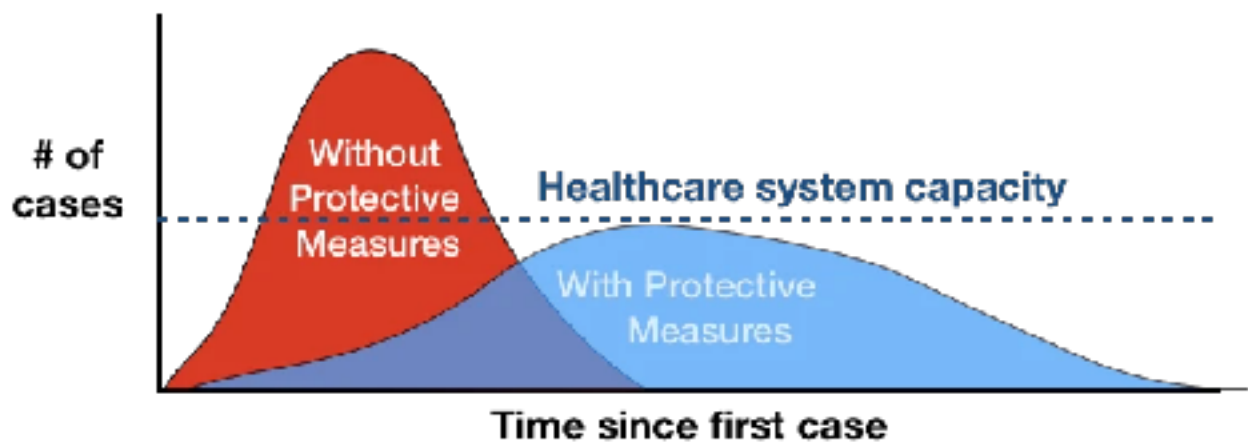 # of
cases
Without
Protective
Measures
Healthcare system capacity
With Protective
Measures
Time since first case